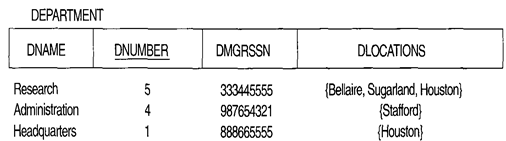 DEPARTMENT
DNAME DNUMBER DMGRSSN DLOCATIONS
Research 5 333445555 {Bellaire, Sugarland, Houston}
Administration 4 987654321 {Stafford}
Headquarters 1 888665555 {Houston}